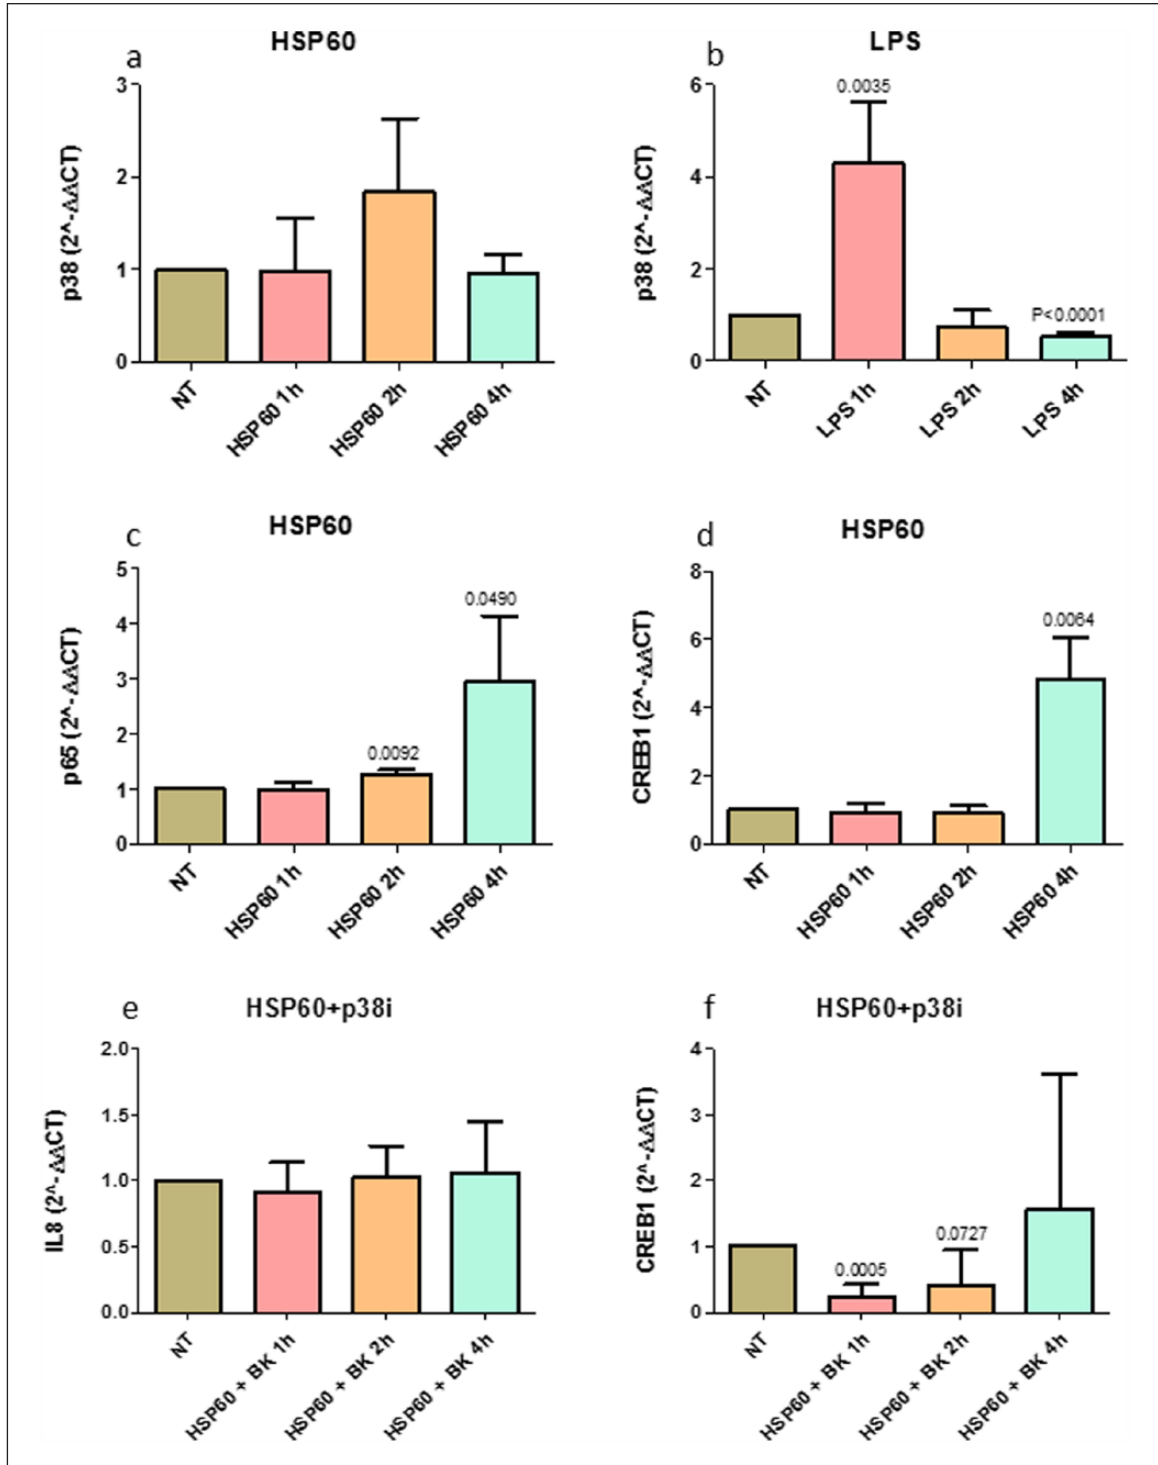 a
HSP60
p38 (2^-ΔΔCT)
3
2
1
0
NT
HSP60 1h
HSP60 2h
HSP60 4h
b
LPS
p38 (2^-ΔΔCT)
6
4
2
0
0.0035
P<0.0001
NT
LPS 1h
LPS 2h
LPS 4h
c
HSP60
p65 (2^-ΔΔCT)
5
4
3
2
1
0
0.0092
0.0490
NT
HSP60 1h
HSP60 2h
HSP60 4h
d
HSP60
CREB1 (2^-ΔΔCT)
8
6
4
2
0
0.0064
NT
HSP60 1h
HSP60 2h
HSP60 4h
e
HSP60+p38i
IL8 (2^-ΔΔCT)
2.0
1.5
1.0
0.5
0.0
NT
HSP60 + BK 1h
HSP60 + BK 2h
HSP60 + BK 4h
f
HSP60+p38i
CREB1 (2^-ΔΔCT)
4
3
2
1
0
0.0005
0.0727
NT
HSP60 + BK 1h
HSP60 + BK 2h
HSP60 + BK 4h